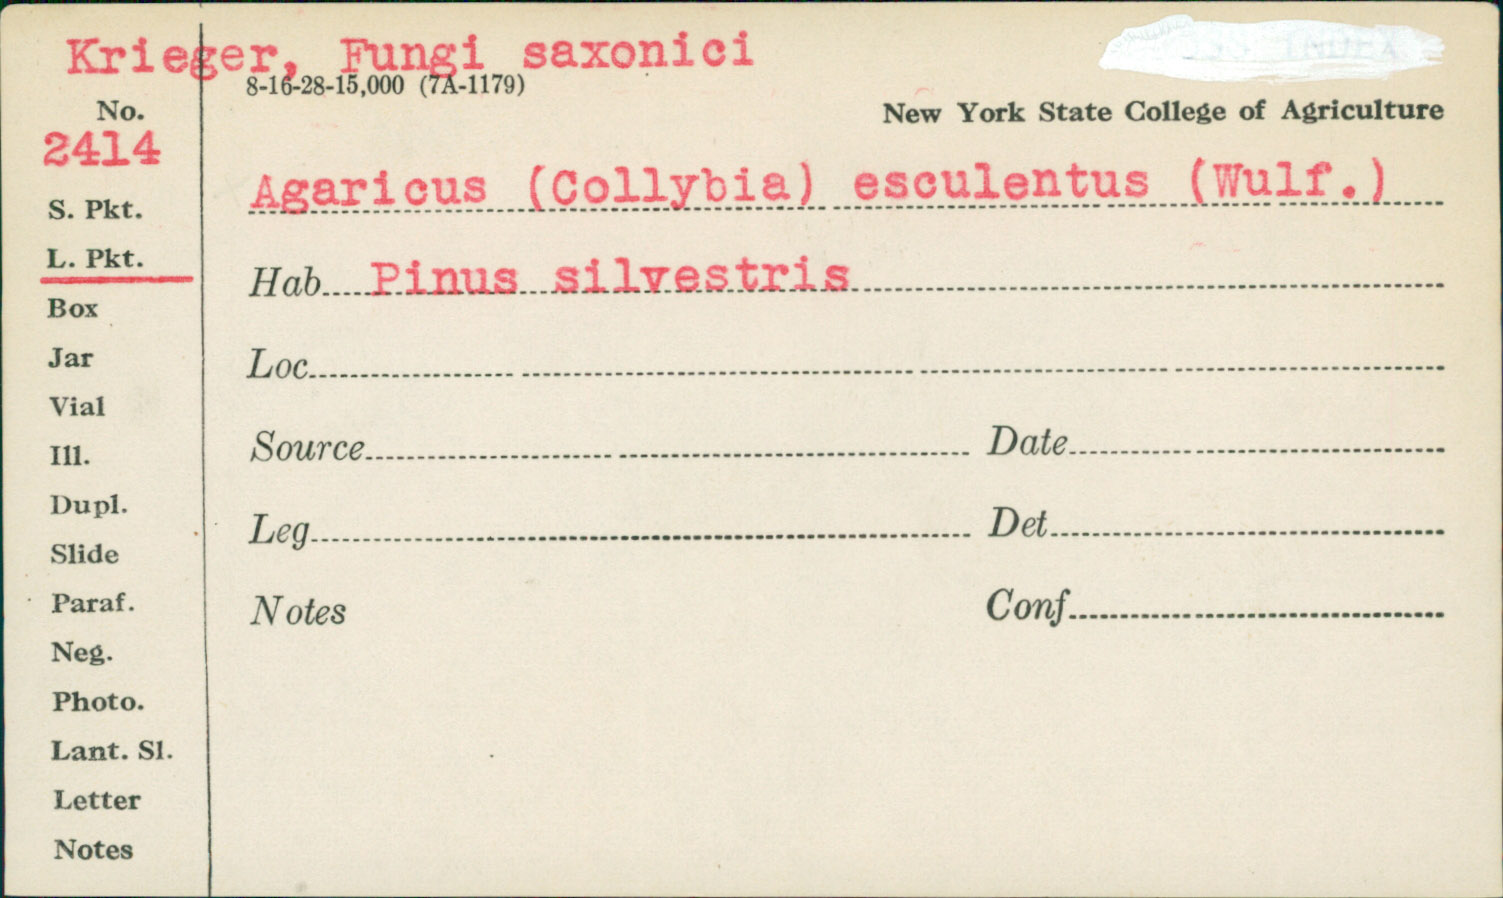 Krieger, Fungi saxonici
8-16-28-15,000 (7A-1179)
New York State College of Agriculture
No.
2414
Agaricus (Collybia) esculentus (Wulf.)
S. Pkt.
L. Pkt.
Hab. Pinus silvestris
Box
Jar
Loc.
Vial
Ill.
Source
Date
Dupl.
Slide
Leg
Det
Paraf.
Notes
Conf
Neg.
Photo.
Lant. Sl.
Letter
Notes